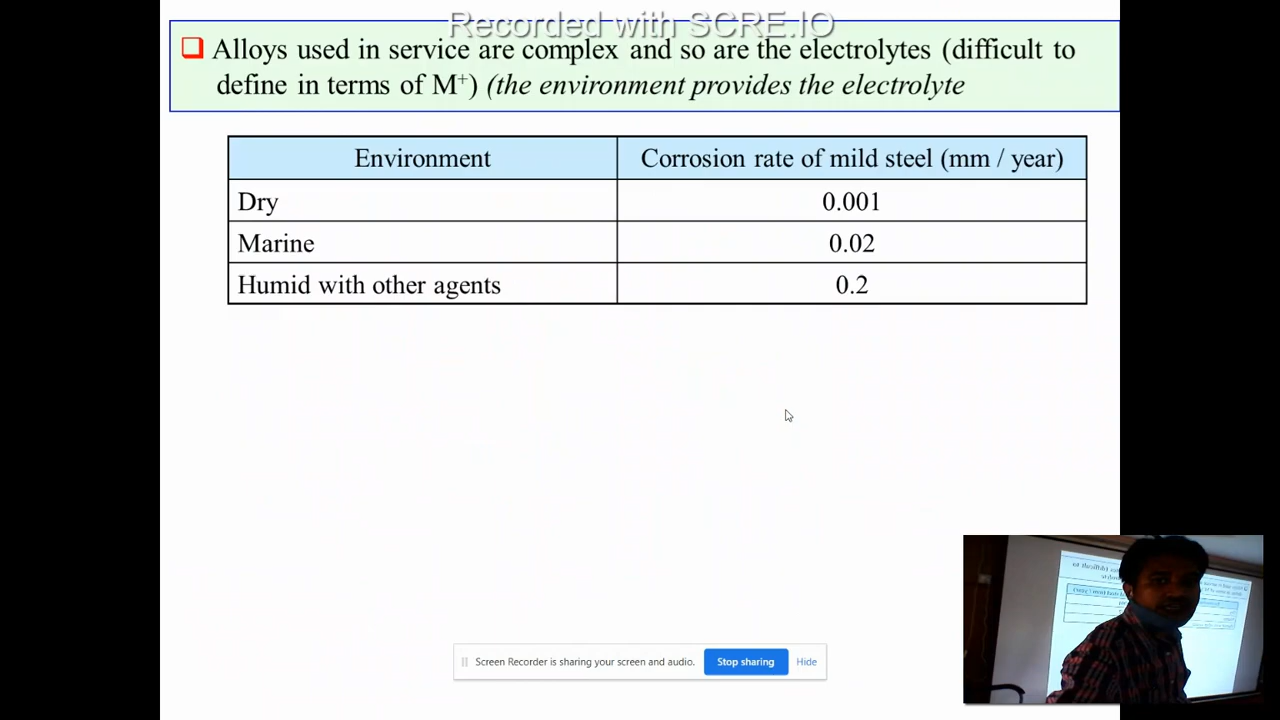 Recorded with SCRE.IO
❑ Alloys used in service are complex and so are the electrolytes (difficult to
define in terms of M⁺) (the environment provides the electrolyte
Environment Corrosion rate of mild steel (mm / year)
Dry 0.001
Marine 0.02
Humid with other agents 0.2
Screen Recorder is sharing your screen and audio. Stop sharing Hide